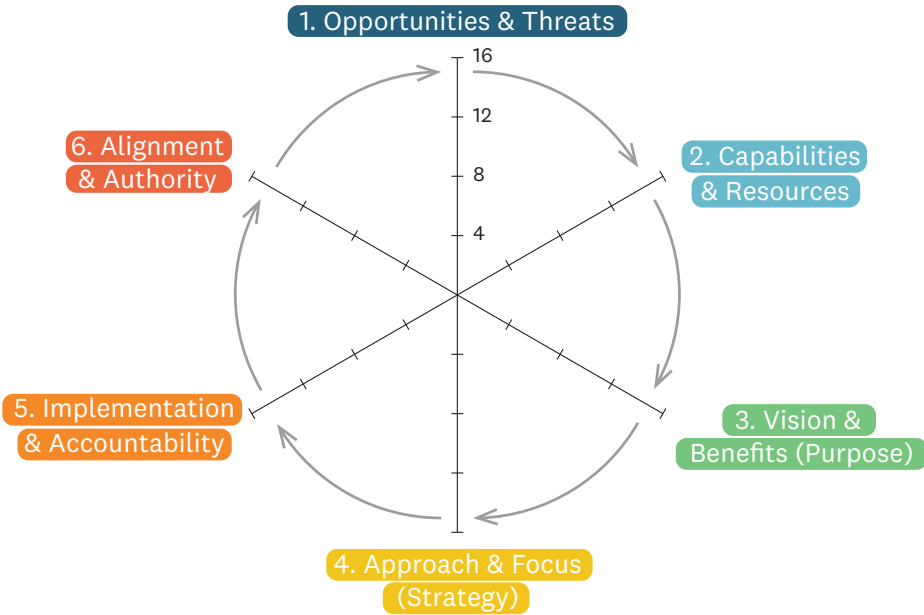 1. Opportunities & Threats
16
12
8
4
2. Capabilities
& Resources
3. Vision &
Benefits (Purpose)
4. Approach & Focus
(Strategy)
5. Implementation
& Accountability
6. Alignment
& Authority